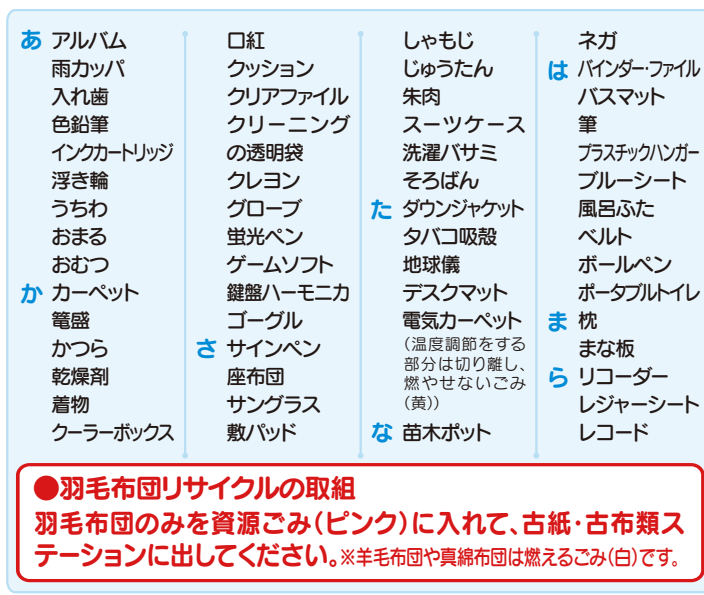 あ アルバム
雨カッパ
入れ歯
色鉛筆
インクカートリッジ
浮き輪
うちわ
おまる
おむつ
か カーペット
篭盛
かつら
乾燥剤
着物
クーラーボックス
口紅
クッション
クリアファイル
クリーニング
の透明袋
クレヨン
グローブ
蛍光ペン
ゲームソフト
鍵盤ハーモニカ
ゴーグル
さ サインペン
座布団
サングラス
敷パッド
しゃもじ
じゅうたん
朱肉
スーツケース
洗濯バサミ
そろばん
た ダウンジャケット
タバコ吸殻
地球儀
デスクマット
電気カーペット
(温度調節をする
部分は切り離し、
燃やせないごみ
(黄))
な 苗木ポット
ネガ
は バインダー・ファイル
バスマット
筆
プラスチックハンガー
ブルーシート
風呂ふた
ベルト
ボールペン
ポータブルトイレ
ま 枕
まな板
ら リコーダー
レジャーシート
レコード
●羽毛布団リサイクルの取組
羽毛布団のみを資源ごみ(ピンク)に入れて、古紙・古布類ス
テーションに出してください。※羊毛布団や真綿布団は燃えるごみ(白)です。